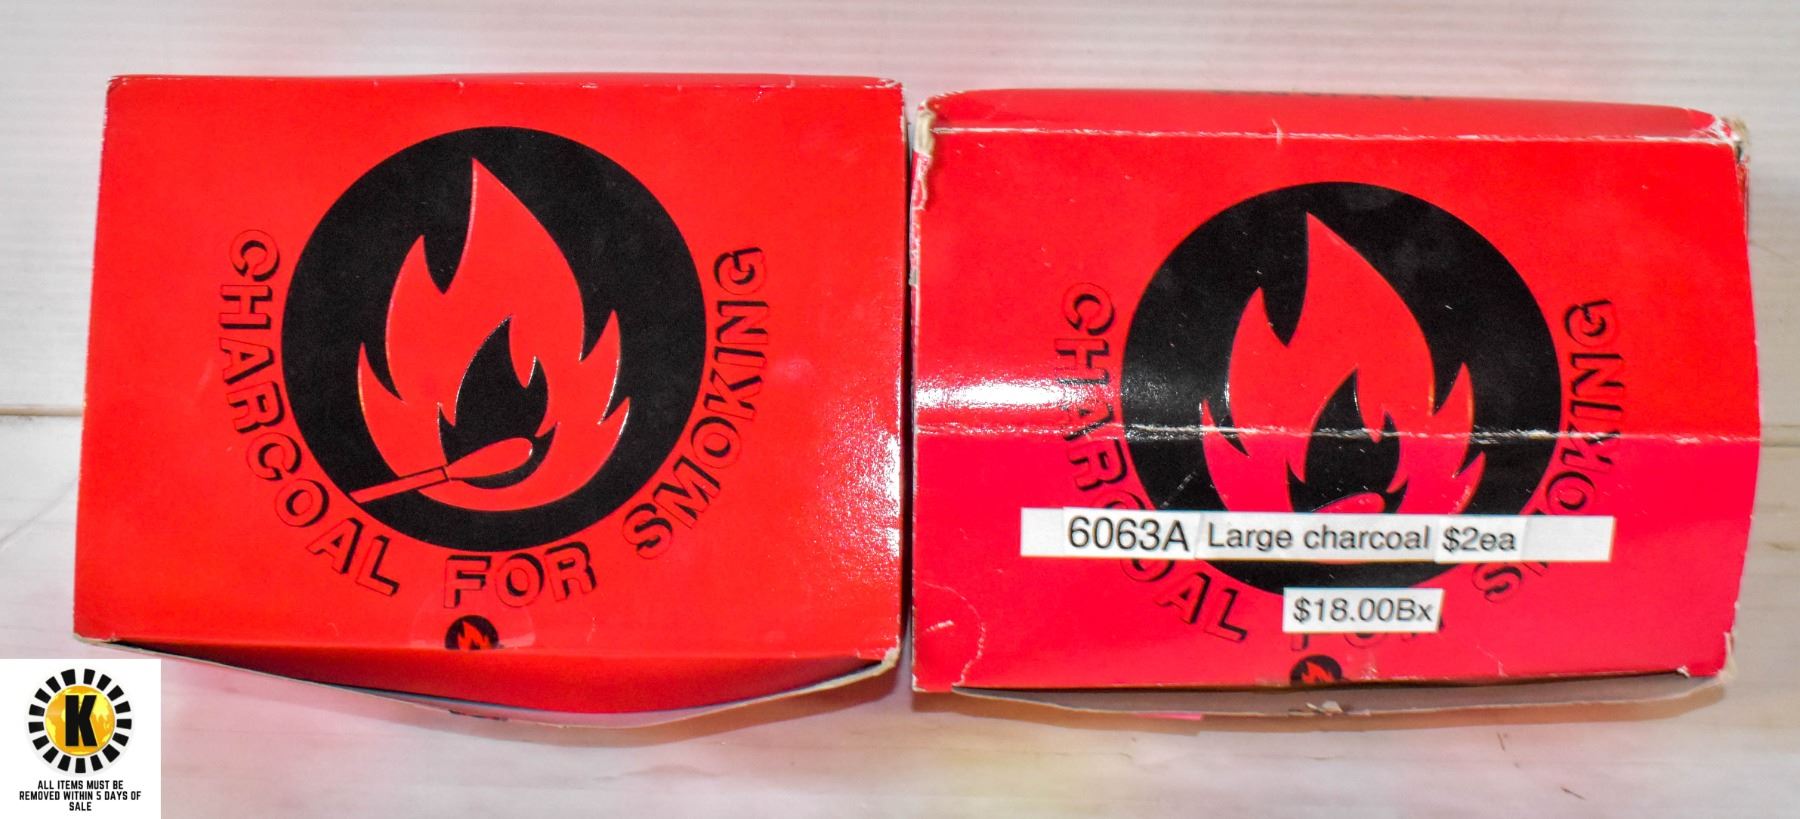 CHARCOAL FOR SMOKING
CHARCOAL FOR SMOKING
6063A Large charcoal $2ea
$18.00Bx
K
ALL ITEMS MUST BE
REMOVED WITHIN 5 DAYS OF
SALE